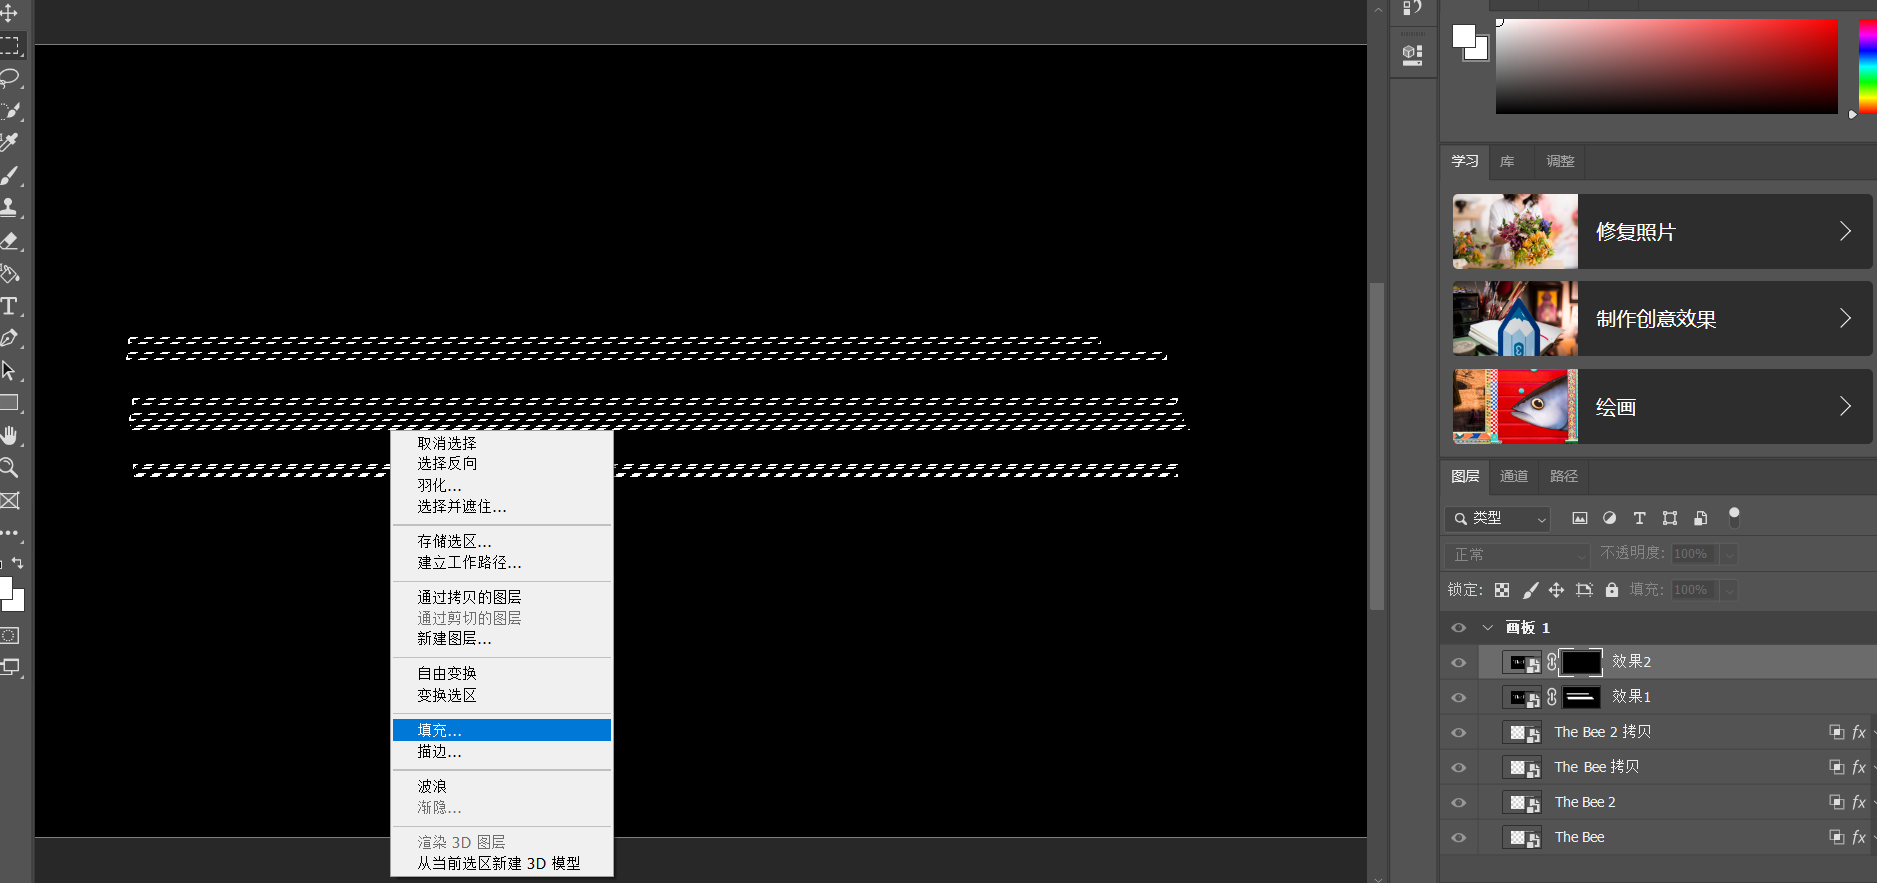 取消选择
选择反向
羽化...
选择并遮住...
存储选区...
建立工作路径...
通过拷贝的图层
通过剪切的图层
新建图层...
自由变换
变换选区
填充...
描边...
波浪
渐隐...
渲染 3D 图层
从当前选区新建 3D 模型
学习 库 调整
修复照片
制作创意效果
绘画
图层 通道 路径
类型
正常 不透明度: 100%
锁定: 填充: 100%
画板 1
效果2
效果1
The Bee 2 拷贝 fx
The Bee 拷贝 fx
The Bee 2 fx
The Bee fx